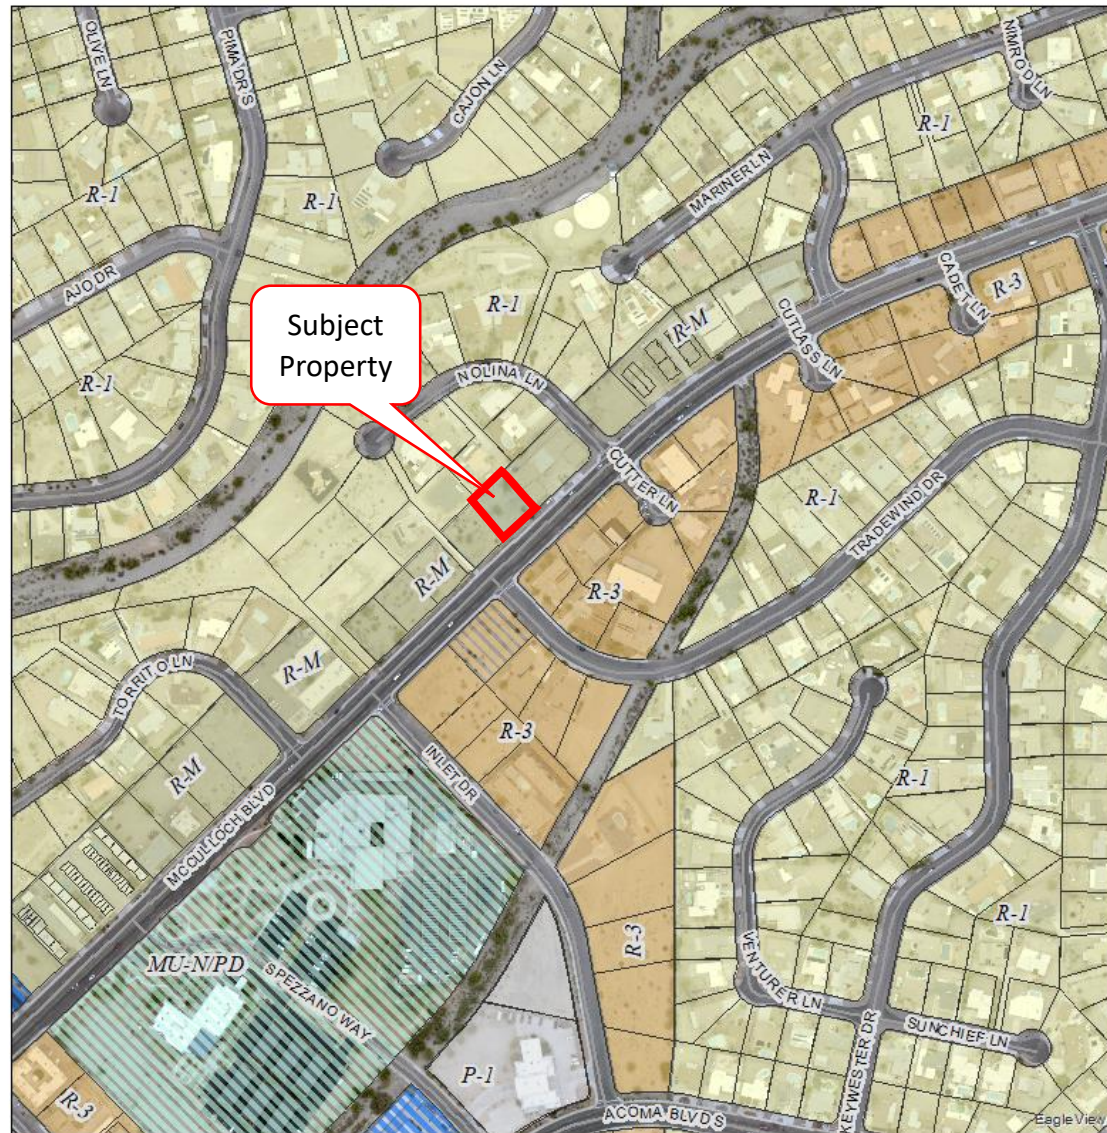 OLIVE LN
PIMA DR S
CAJON LN
NIMROD LN
R-1
MARINER LN
R-1
R-1
AJO DR
CADET LN
R-3
Subject
Property
R-1
R-M
CUTLASS LN
R-1
NOLINA LN
CUTTER LN
R-1
TRADEWIND DR
R-M
R-3
TORRITO LN
R-M
R-3
INLET DR
R-M
R-1
MCCULLOCH BLVD
R-1
R-3
VENTURER LN
MU-N/PD
SPEZZANO WAY
SUNCHIEF LN
KEYWESTER DR
P-1
R-3
ACOMA BLVD S
EagleView